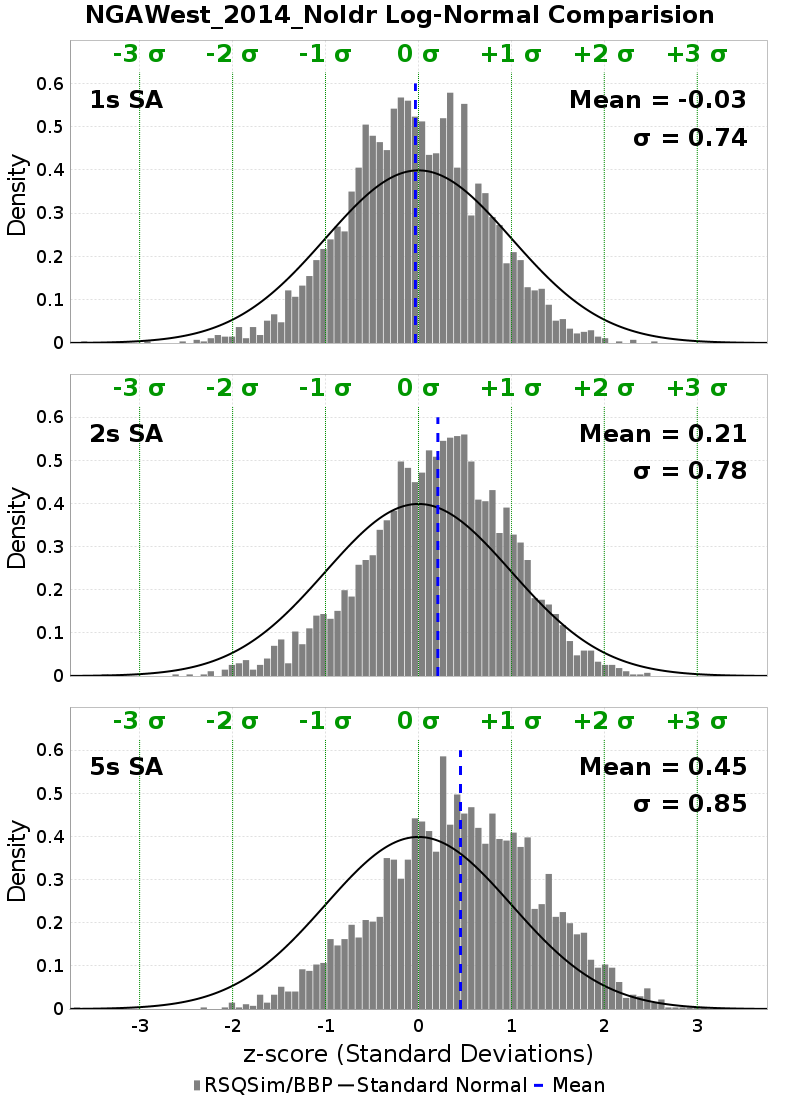 NGAWest_2014_NoIdr Log-Normal Comparision
-3 σ -2 σ -1 σ 0 σ +1 σ +2 σ +3 σ
1s SA
Mean = -0.03
σ = 0.74
Density
0.6
0.5
0.4
0.3
0.2
0.1
0
-3 σ -2 σ -1 σ 0 σ +1 σ +2 σ +3 σ
2s SA
Mean = 0.21
σ = 0.78
Density
0.6
0.5
0.4
0.3
0.2
0.1
0
-3 σ -2 σ -1 σ 0 σ +1 σ +2 σ +3 σ
5s SA
Mean = 0.45
σ = 0.85
Density
0.6
0.5
0.4
0.3
0.2
0.1
0
-3 -2 -1 0 1 2 3
z-score (Standard Deviations)
RSQSim/BBP Standard Normal Mean